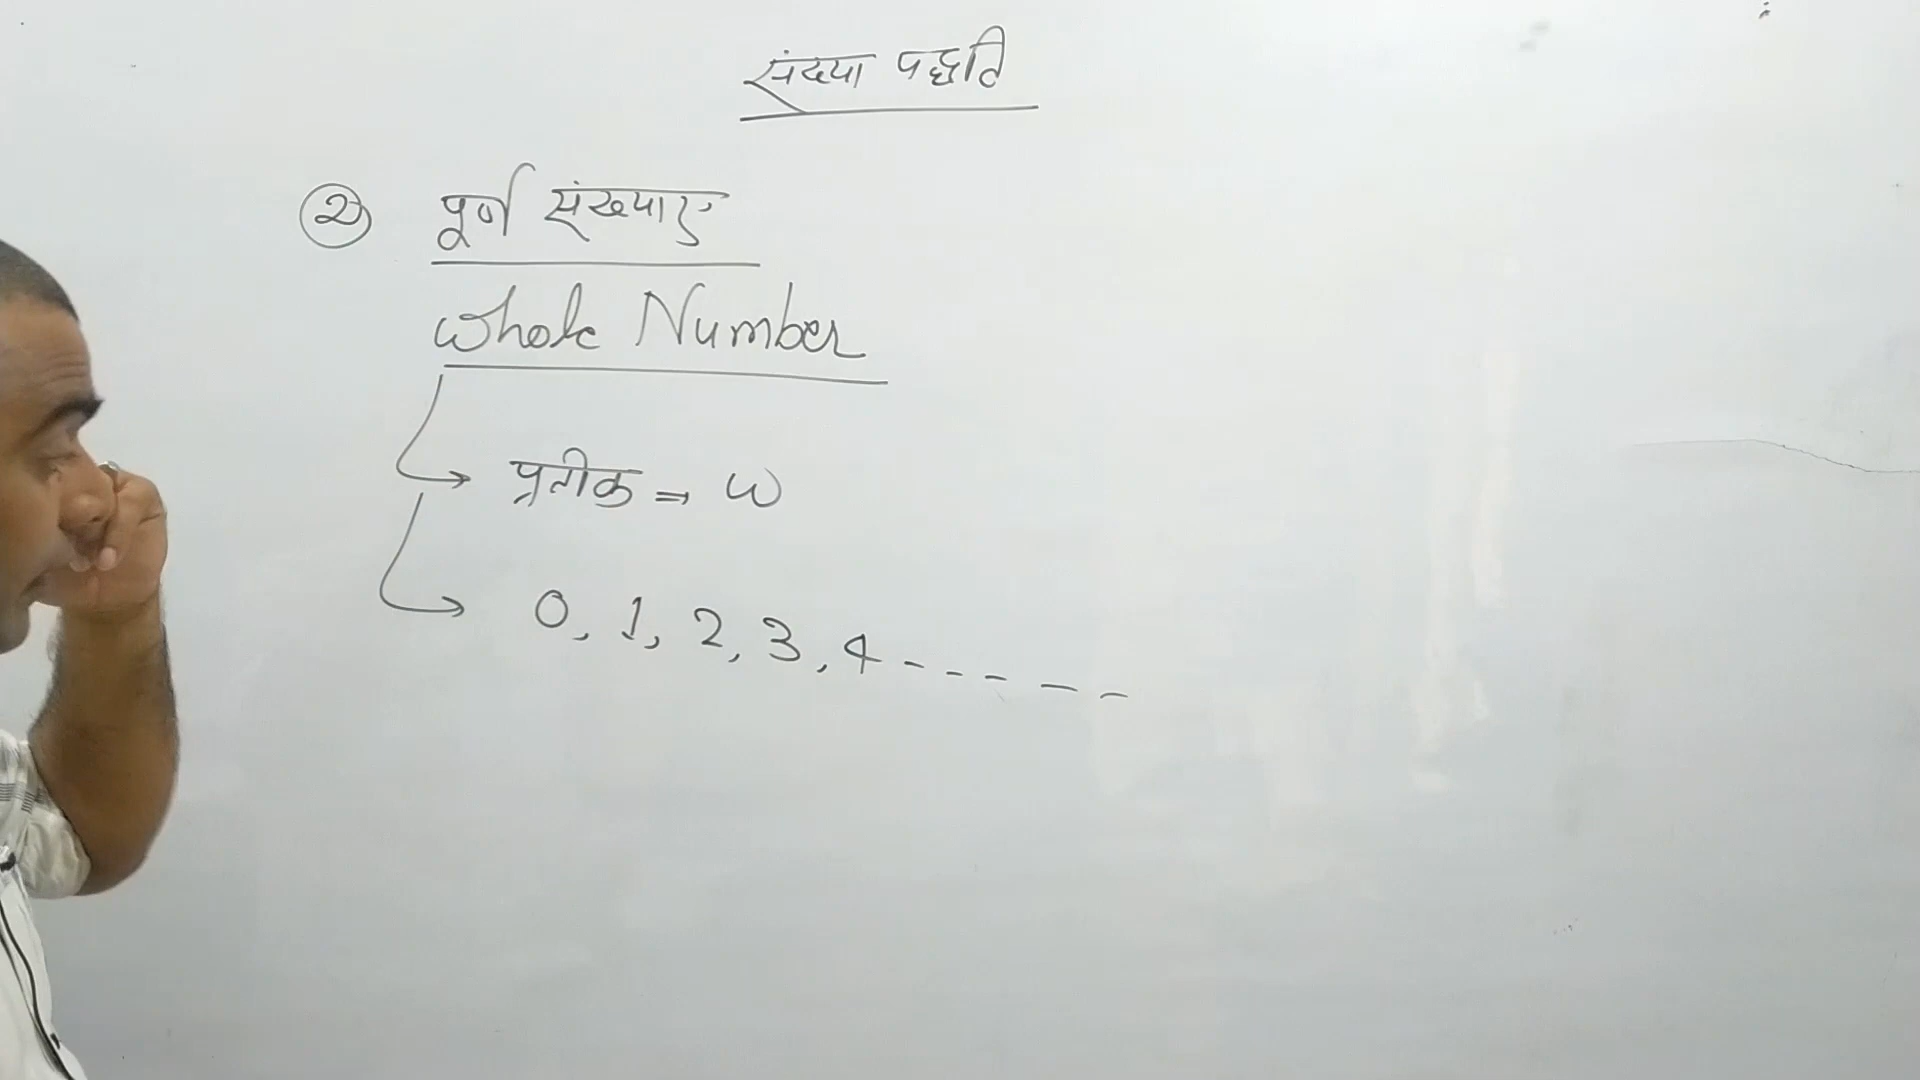 संख्या पद्धति
② पूर्ण संख्याए
Whole Number
प्रतीक = W
0, 1, 2, 3, 4 - - - - -